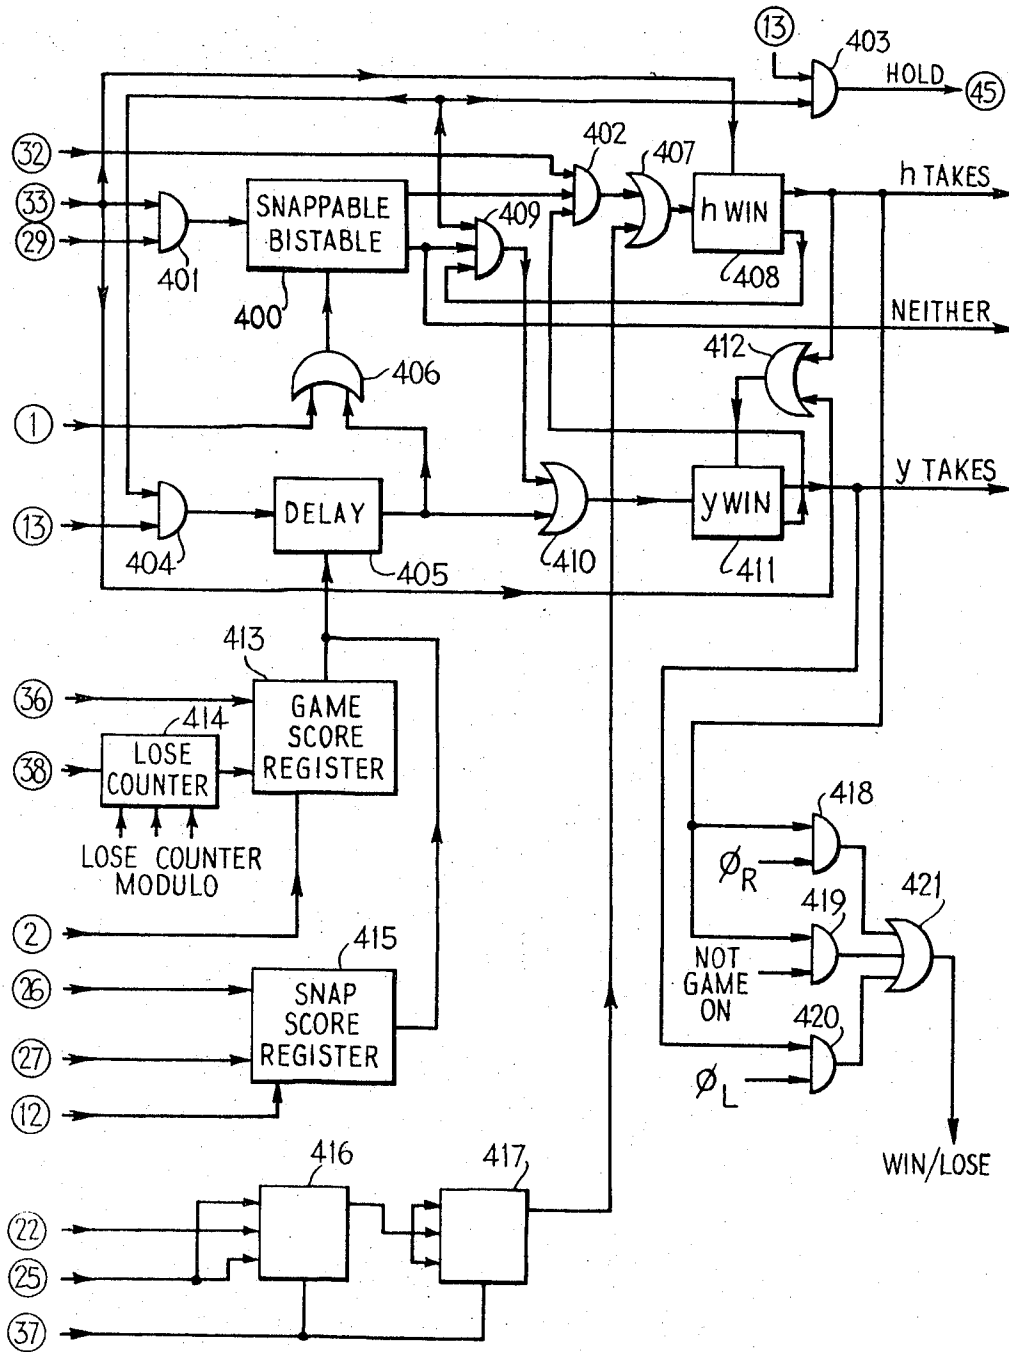 13
403
HOLD
45
32
402
407
33
SNAPPABLE
BISTABLE
409
h WIN
h TAKES
29
401
400
408
NEITHER
412
406
1
y TAKES
DELAY
y WIN
13
404
405
410
411
413
36
GAME
SCORE
REGISTER
414
38
LOSE
COUNTER
LOSE COUNTER
MODULO
418
ØR
421
2
415
419
26
SNAP
SCORE
REGISTER
NOT
GAME
ON
27
420
ØL
12
WIN/LOSE
416
417
22
25
37